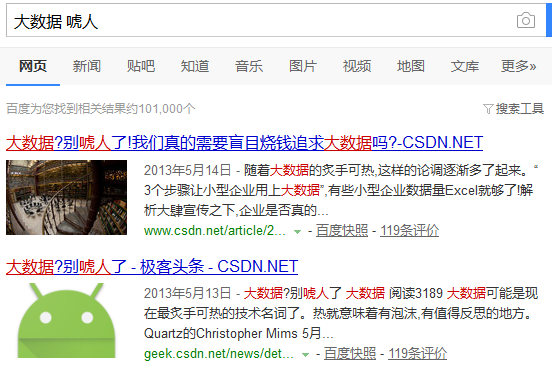 大数据 唬人
网页 新闻 贴吧 知道 音乐 图片 视频 地图 文库 更多»
百度为您找到相关结果约101,000个 搜索工具
大数据?别唬人了!我们真的需要盲目烧钱追求大数据吗?-CSDN.NET
2013年5月14日 - 随着大数据的炙手可热,这样的论调逐渐多了起来。“
3个步骤让小型企业用上大数据”,有些小型企业数据量Excel就够了!解
析大肆宣传之下,企业是否真的...
www.csdn.net/article/2... - 百度快照 - 119条评价
大数据?别唬人了 - 极客头条 - CSDN.NET
2013年5月13日 - 大数据?别唬人了 大数据 阅读3189 大数据可能是现
在最炙手可热的技术名词了。热就意味着有泡沫,有值得反思的地方。
Quartz的Christopher Mims 5月...
geek.csdn.net/news/det... - 百度快照 - 119条评价